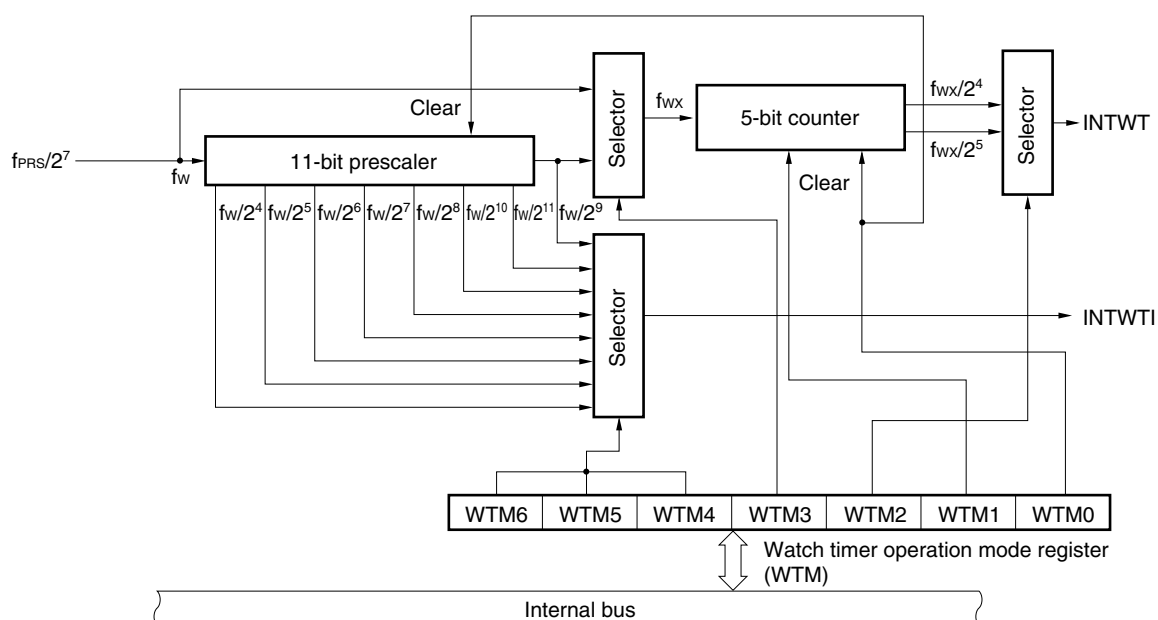 Selector
fWX
5-bit counter
fWX/2⁴
fWX/2⁵
Selector
INTWT
Clear
fPRS/2⁷
fW
11-bit prescaler
Clear
fW/2⁴ fW/2⁵ fW/2⁶ fW/2⁷ fW/2⁸ fW/2¹⁰ fW/2¹¹ fW/2⁹
Selector
INTWTI
WTM6 WTM5 WTM4 WTM3 WTM2 WTM1 WTM0
Watch timer operation mode register
(WTM)
Internal bus